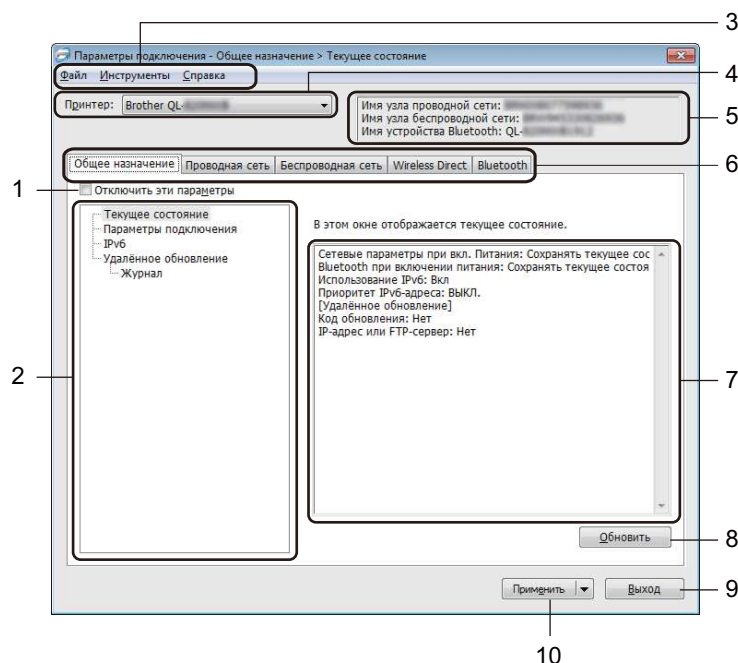 3
Параметры подключения - Общее назначение > Текущее состояние
Файл Инструменты Справка
4
Принтер: Brother QL-
Имя узла проводной сети:
Имя узла беспроводной сети:
Имя устройства Bluetooth: QL-
5
Общее назначение Проводная сеть Беспроводная сеть Wireless Direct Bluetooth
6
1
Отключить эти параметры
Текущее состояние
Параметры подключения
IPv6
Удалённое обновление
Журнал
2
В этом окне отображается текущее состояние.
Сетевые параметры при вкл. Питания: Сохранять текущее сос
Bluetooth при включении питания: Сохранять текущее состоя
Использование IPv6: Вкл
Приоритет IPv6-адреса: ВЫКЛ.
[Удалённое обновление]
Код обновления: Нет
IP-адрес или FTP-сервер: Нет
7
Обновить
8
Применить
Выход
9
10